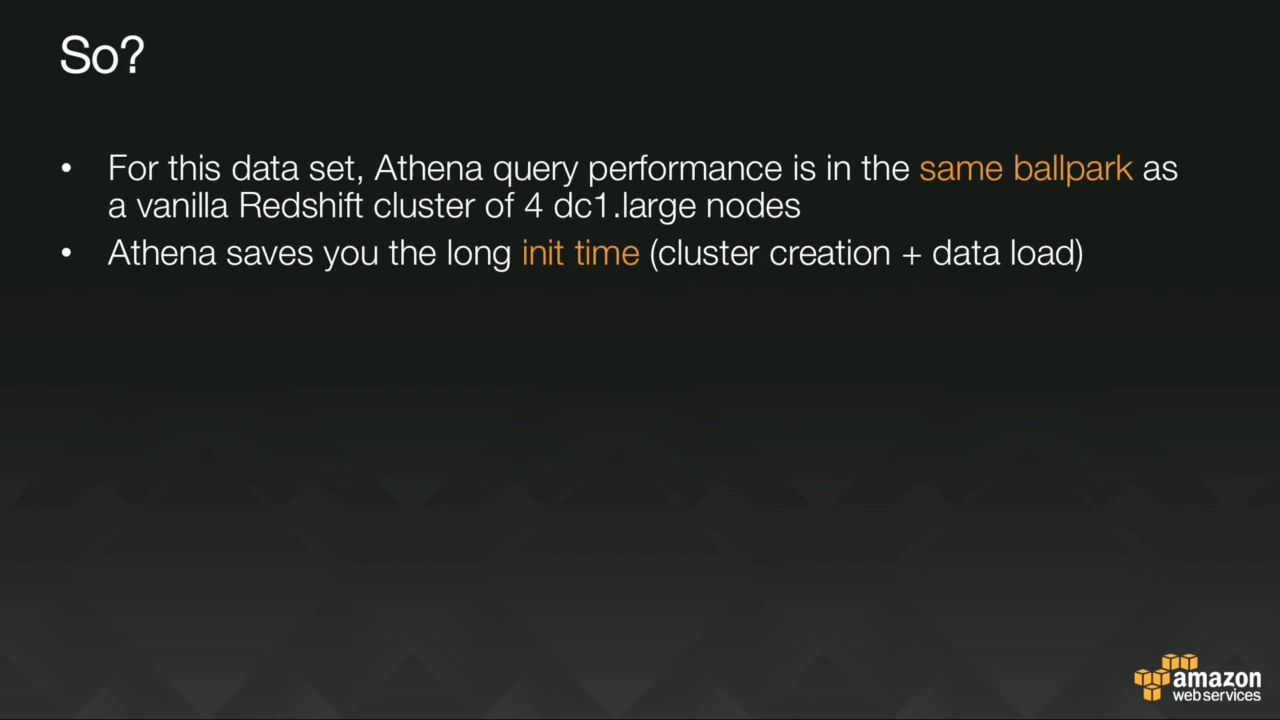 So?
• For this data set, Athena query performance is in the same ballpark as
a vanilla Redshift cluster of 4 dc1.large nodes
• Athena saves you the long init time (cluster creation + data load)
amazon
web services